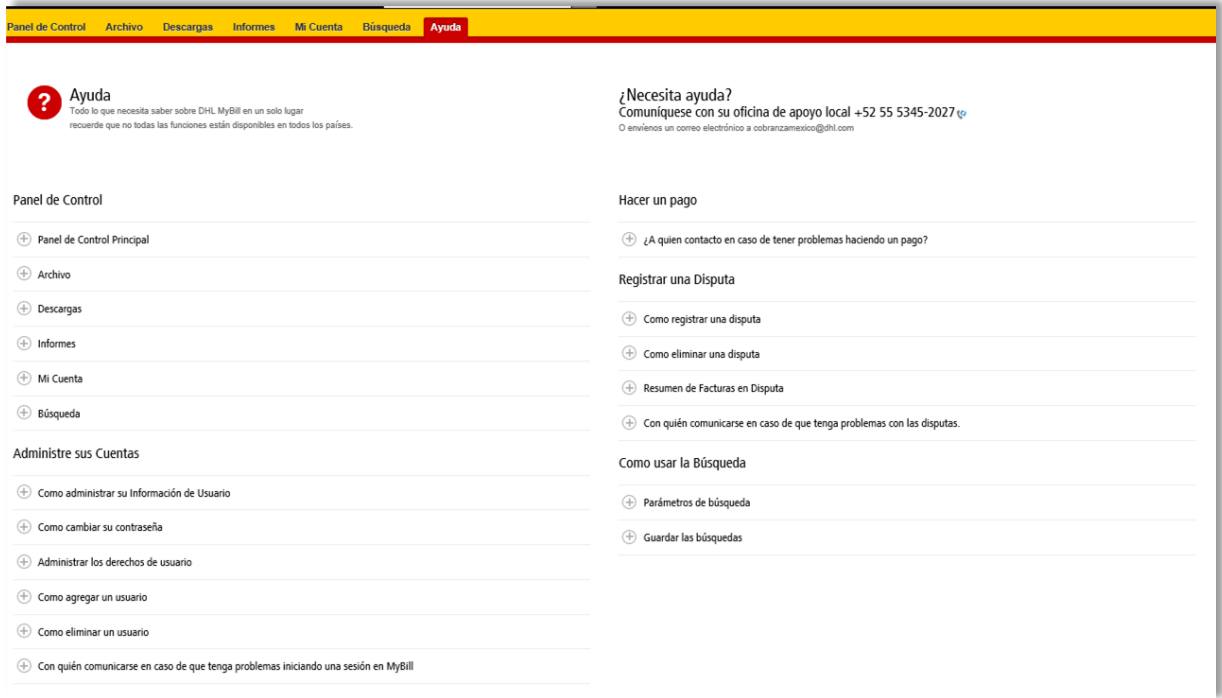 Panel de Control Archivo Descargas Informes Mi Cuenta Búsqueda Ayuda
?
Ayuda
Todo lo que necesita saber sobre DHL MyBill en un solo lugar
recuerde que no todas las funciones están disponibles en todos los países.
¿Necesita ayuda?
Comuníquese con su oficina de apoyo local +52 55 5345-2027
O envíenos un correo electrónico a cobranzamexico@dhl.com
Panel de Control
Panel de Control Principal
Archivo
Descargas
Informes
Mi Cuenta
Búsqueda
Administre sus Cuentas
Como administrar su Información de Usuario
Como cambiar su contraseña
Administrar los derechos de usuario
Como agregar un usuario
Como eliminar un usuario
Con quién comunicarse en caso de que tenga problemas iniciando una sesión en MyBill
Hacer un pago
¿A quien contacto en caso de tener problemas haciendo un pago?
Registrar una Disputa
Como registrar una disputa
Como eliminar una disputa
Resumen de Facturas en Disputa
Con quién comunicarse en caso de que tenga problemas con las disputas.
Como usar la Búsqueda
Parámetros de búsqueda
Guardar las búsquedas